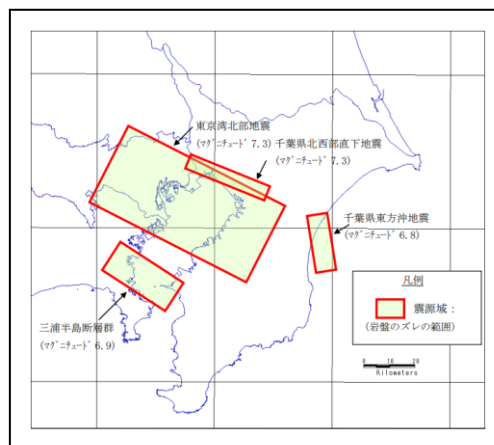 東京湾北部地震
(マグニチュード 7.3)
千葉県北西部直下地震
(マグニチュード 7.3)
千葉県東方沖地震
(マグニチュード 6.8)
三浦半島断層群
(マグニチュード 6.9)
凡例
震源域：
(岩盤のズレの範囲)
0 10 20
Kilometers